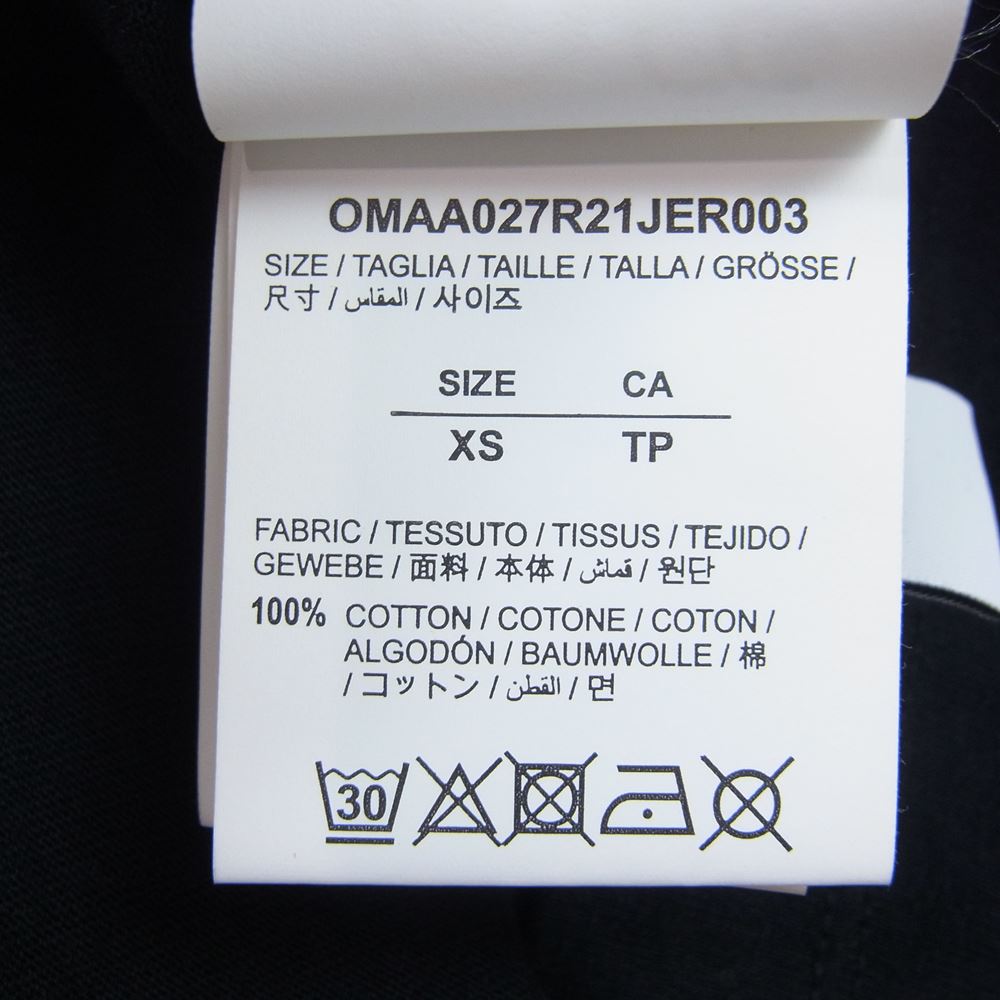 OMAA027R21JER003
SIZE / TAGLIA / TAILLE / TALLA / GRÖSSE /
尺寸 / المقاس / 사이즈
SIZE CA
XS TP
FABRIC / TESSUTO / TISSUS / TEJIDO /
GEWEBE / 面料 / 本体 / قماش / 원단
100% COTTON / COTONE / COTON /
ALGODÓN / BAUMWOLLE / 棉
/ コットン / القطن / 면
30